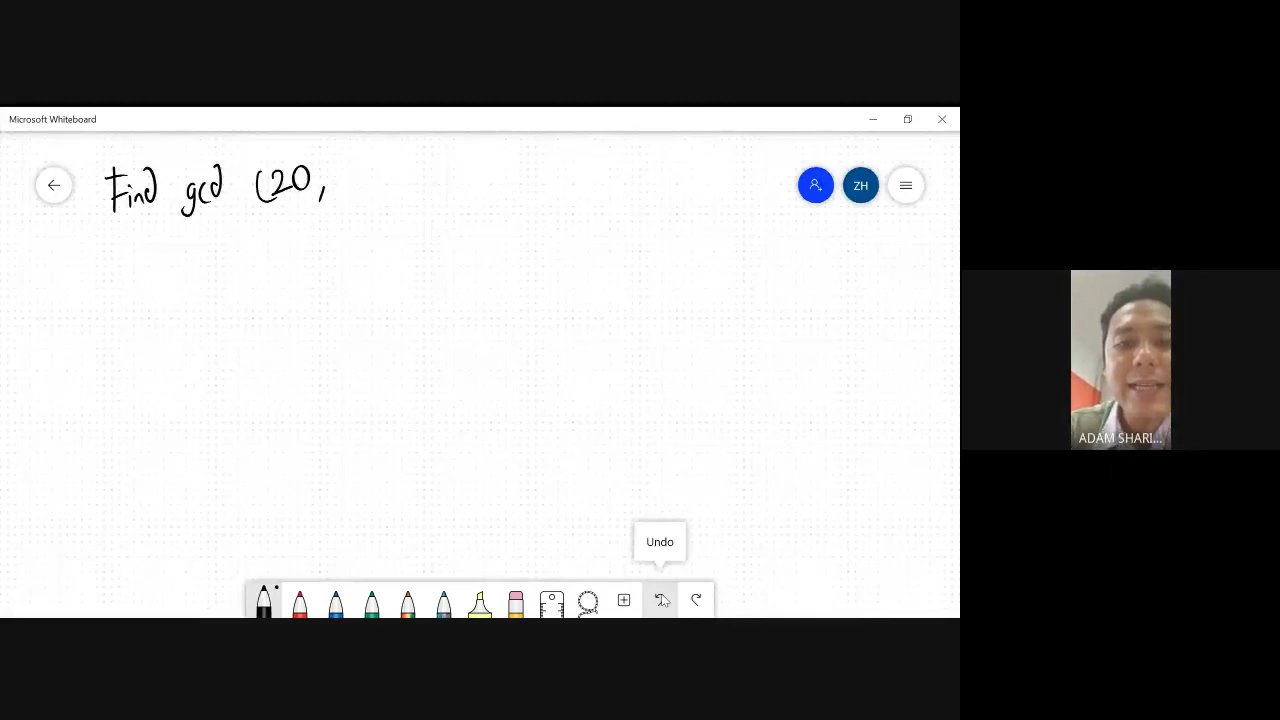 Microsoft Whiteboard
Find gcd (20,
ZH
ADAM SHARI...
Undo